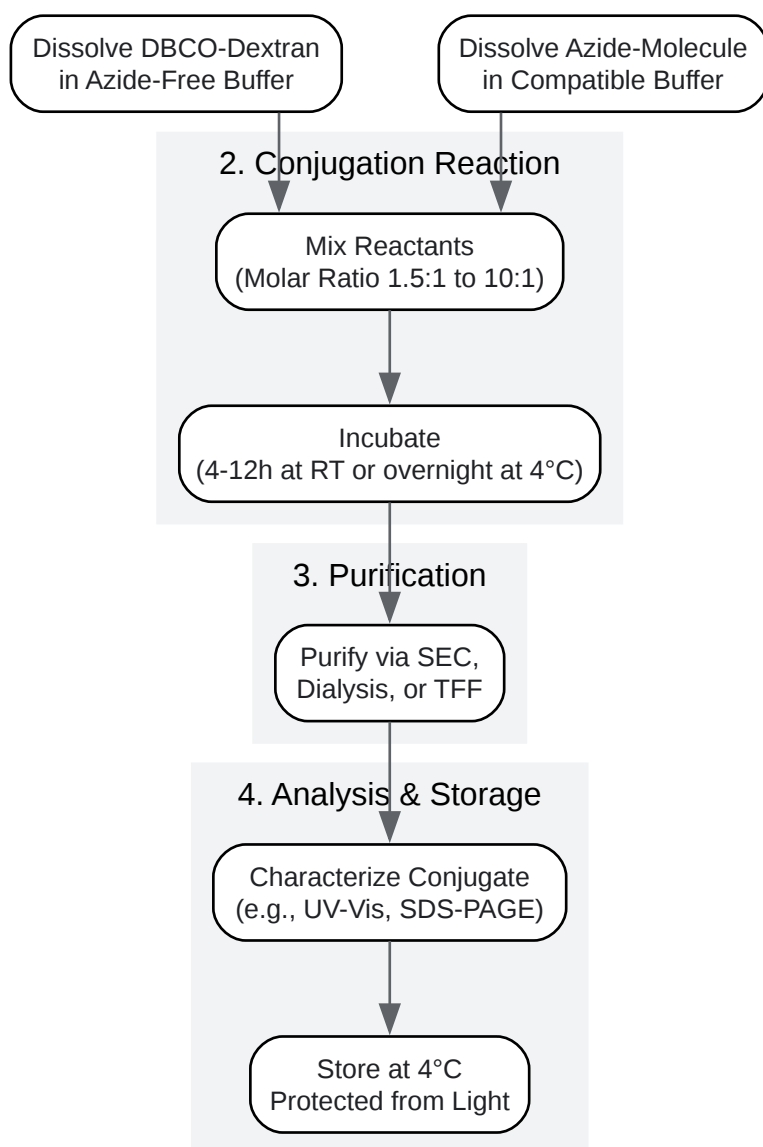 Dissolve DBCO-Dextran
in Azide-Free Buffer
Dissolve Azide-Molecule
in Compatible Buffer
2. Conjugation Reaction
Mix Reactants
(Molar Ratio 1.5:1 to 10:1)
Incubate
(4-12h at RT or overnight at 4°C)
3. Purification
Purify via SEC,
Dialysis, or TFF
4. Analysis & Storage
Characterize Conjugate
(e.g., UV-Vis, SDS-PAGE)
Store at 4°C
Protected from Light